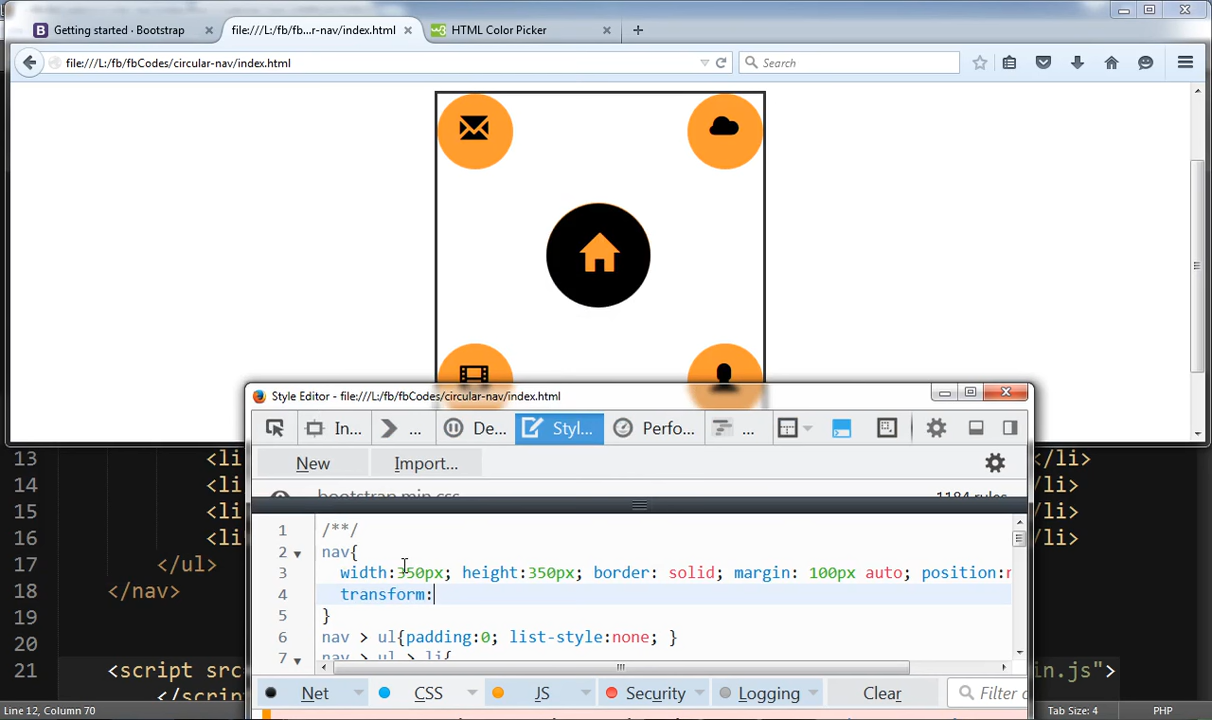 Getting started · Bootstrap
file:///L:/fb/fb...r-nav/index.html
HTML Color Picker
file:///L:/fb/fbCodes/circular-nav/index.html
Search
Style Editor - file:///L:/fb/fbCodes/circular-nav/index.html
In...
...
De...
Styl...
Perfo...
...
New
Import...
bootstrap.min.css
1184 rules
1 /**/
2 nav{
3 width:350px; height:350px; border: solid; margin: 100px auto; position:
4 transform:
5 }
6 nav > ul{padding:0; list-style:none; }
7 nav > ul > li{
Net
CSS
JS
Security
Logging
Clear
Filter
13 <li </li>
14 <li </li>
15 <li </li>
16 <li </li>
17 </ul>
18 </nav>
19
20
21 <script src in.js">
</script>
Line 12, Column 70
Tab Size: 4
PHP